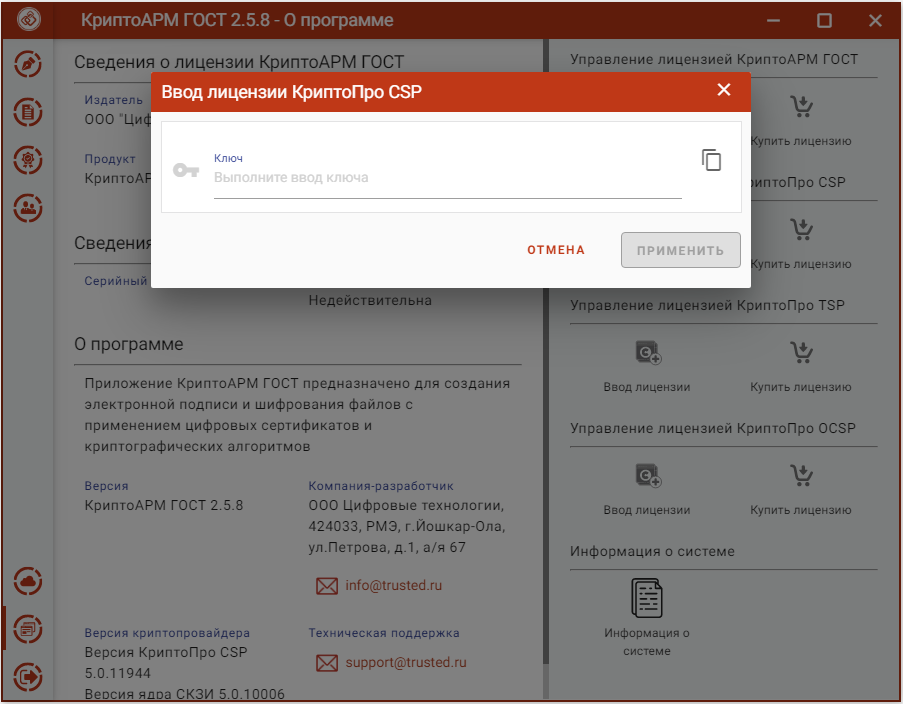 КриптоАРМ ГОСТ 2.5.8 - О программе
Сведения о лицензии КриптоАРМ ГОСТ
Издатель
ООО "Циф
Продукт
КриптоАР
Сведения
Серийный
Недействительна
О программе
Приложение КриптоАРМ ГОСТ предназначено для создания
электронной подписи и шифрования файлов с
применением цифровых сертификатов и
криптографических алгоритмов
Версия
КриптоАРМ ГОСТ 2.5.8
Компания-разработчик
ООО Цифровые технологии,
424033, РМЭ, г.Йошкар-Ола,
ул.Петрова, д.1, а/я 67
info@trusted.ru
Версия криптопровайдера
Версия КриптоПро CSP
5.0.11944
Версия ядра СКЗИ 5.0.10006
Техническая поддержка
support@trusted.ru
Ввод лицензии КриптоПро CSP
Ключ
Выполните ввод ключа
ОТМЕНА
ПРИМЕНИТЬ
Управление лицензией КриптоАРМ ГОСТ
Купить лицензию
иптоПро CSP
Купить лицензию
Управление лицензией КриптоПро TSP
Ввод лицензии
Купить лицензию
Управление лицензией КриптоПро OCSP
Ввод лицензии
Купить лицензию
Информация о системе
Информация о
системе